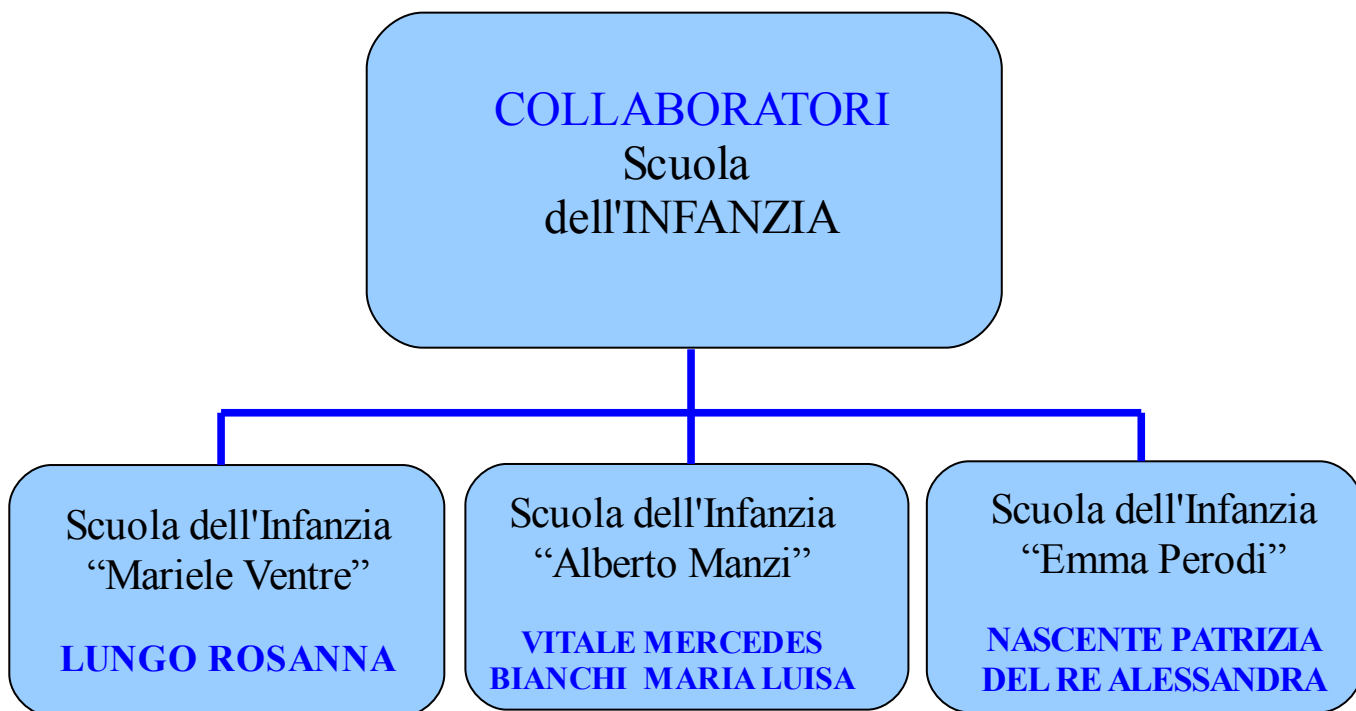 COLLABORATORI
Scuola
dell'INFANZIA
Scuola dell'Infanzia
“Mariele Ventre”
LUNGO ROSANNA
Scuola dell'Infanzia
“Alberto Manzi”
VITALE MERCEDES
BIANCHI MARIA LUISA
Scuola dell'Infanzia
“Emma Perodi”
NASCENTE PATRIZIA
DEL RE ALESSANDRA